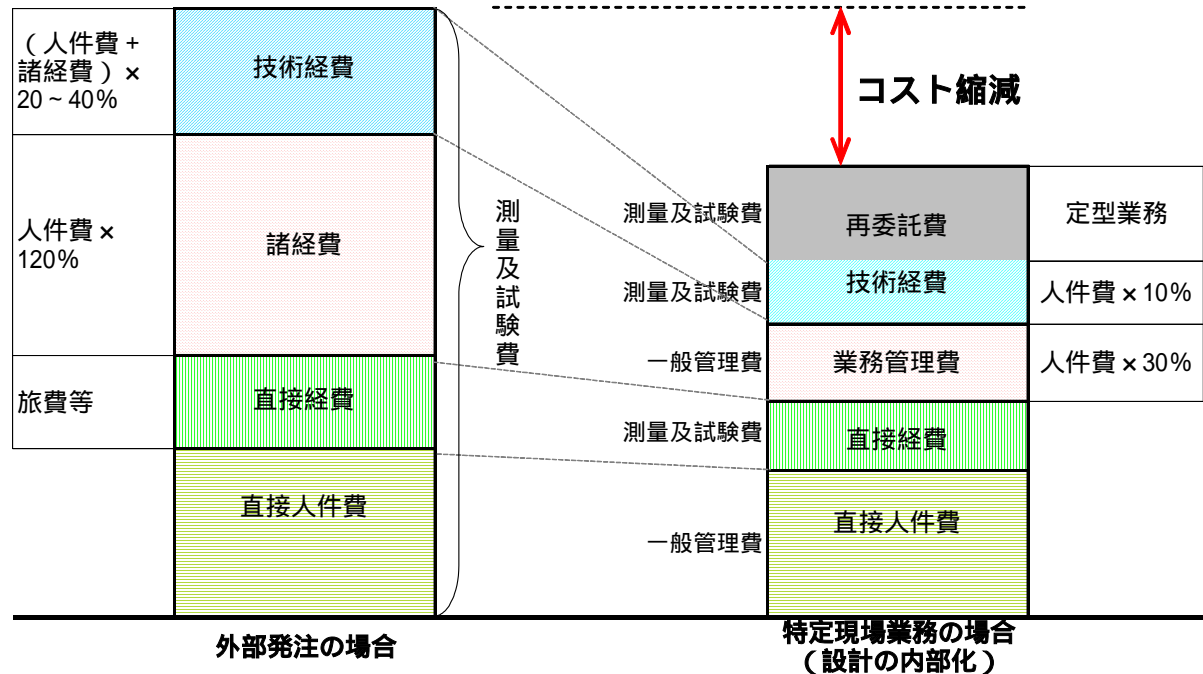 （人件費＋
諸経費）×
20～40%
技術経費
人件費×
120%
諸経費
旅費等
直接経費
直接人件費
測量及試験費
外部発注の場合
コスト縮減
測量及試験費
再委託費
定型業務
測量及試験費
技術経費
人件費×10%
一般管理費
業務管理費
人件費×30%
測量及試験費
直接経費
一般管理費
直接人件費
特定現場業務の場合
（設計の内部化）